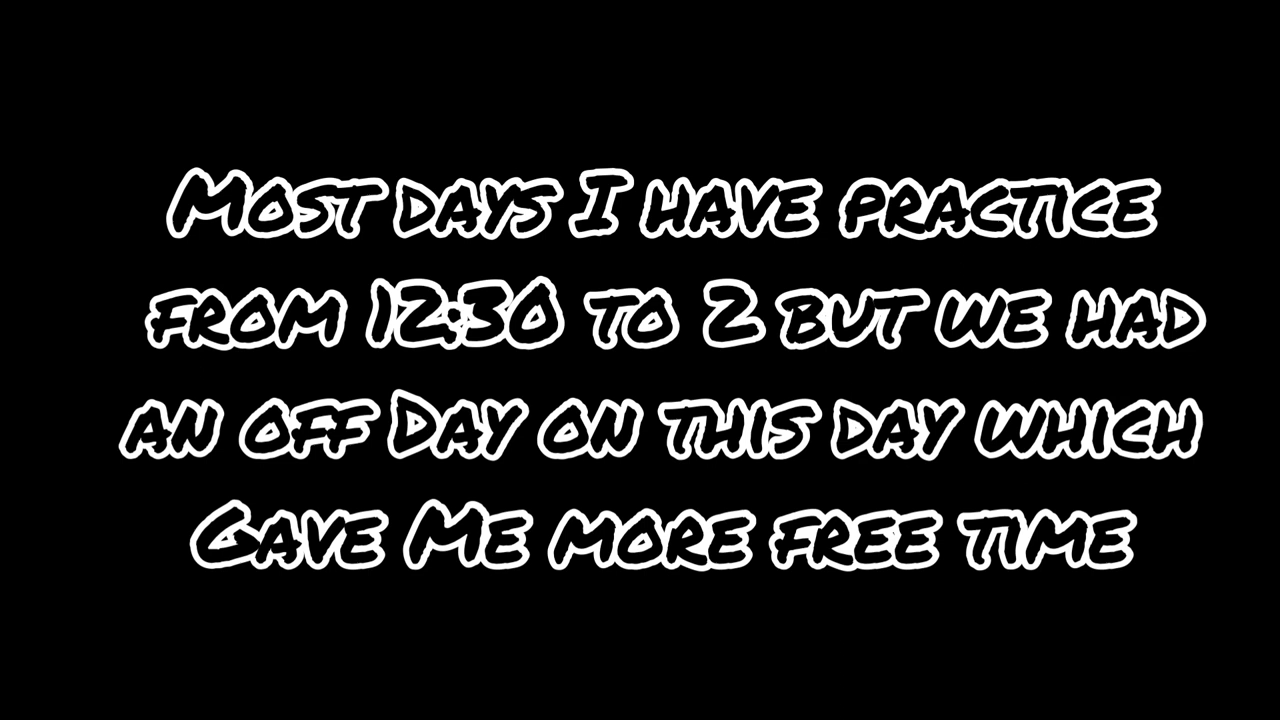 Most days I have practice
from 12:30 to 2 but we had
an off Day on this day which
Gave Me more free time